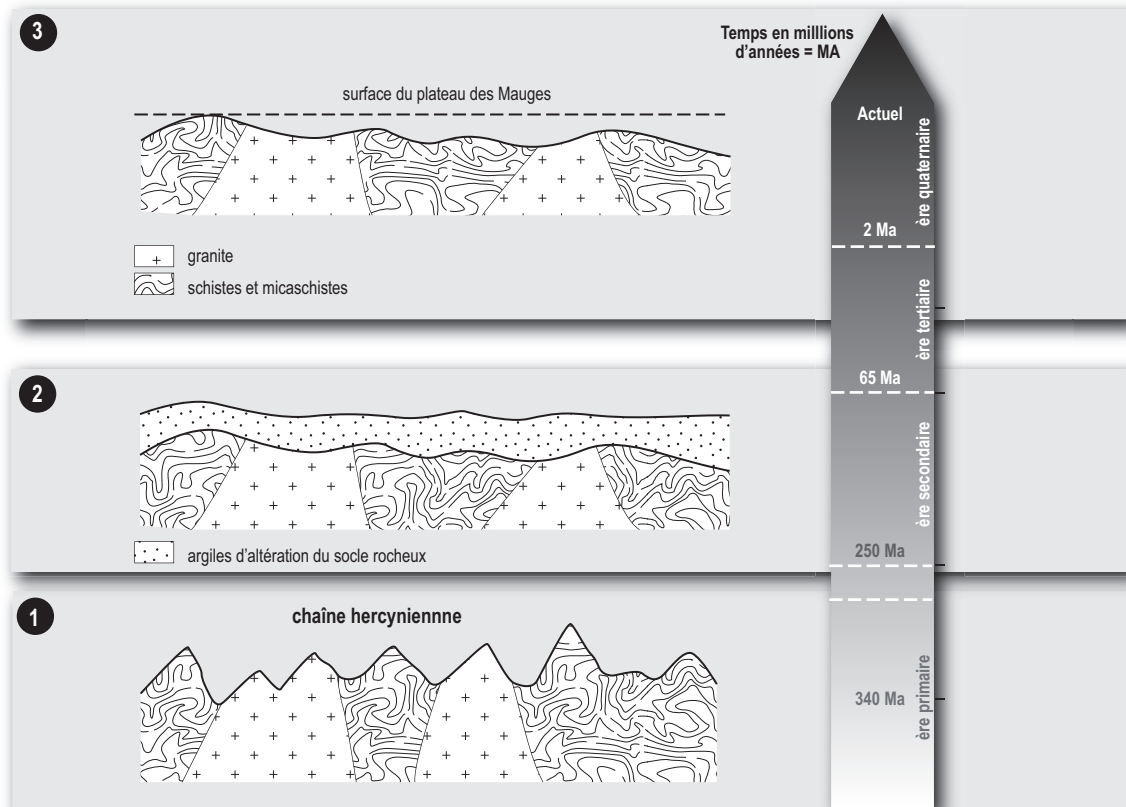 3
Temps en milllions
d'années = MA
surface du plateau des Mauges
Actuel
ère quaternaire
2 Ma
granite
schistes et micaschistes
ère tertiaire
65 Ma
2
ère secondaire
250 Ma
argiles d'altération du socle rocheux
1
chaîne hercyniennne
340 Ma
ère primaire